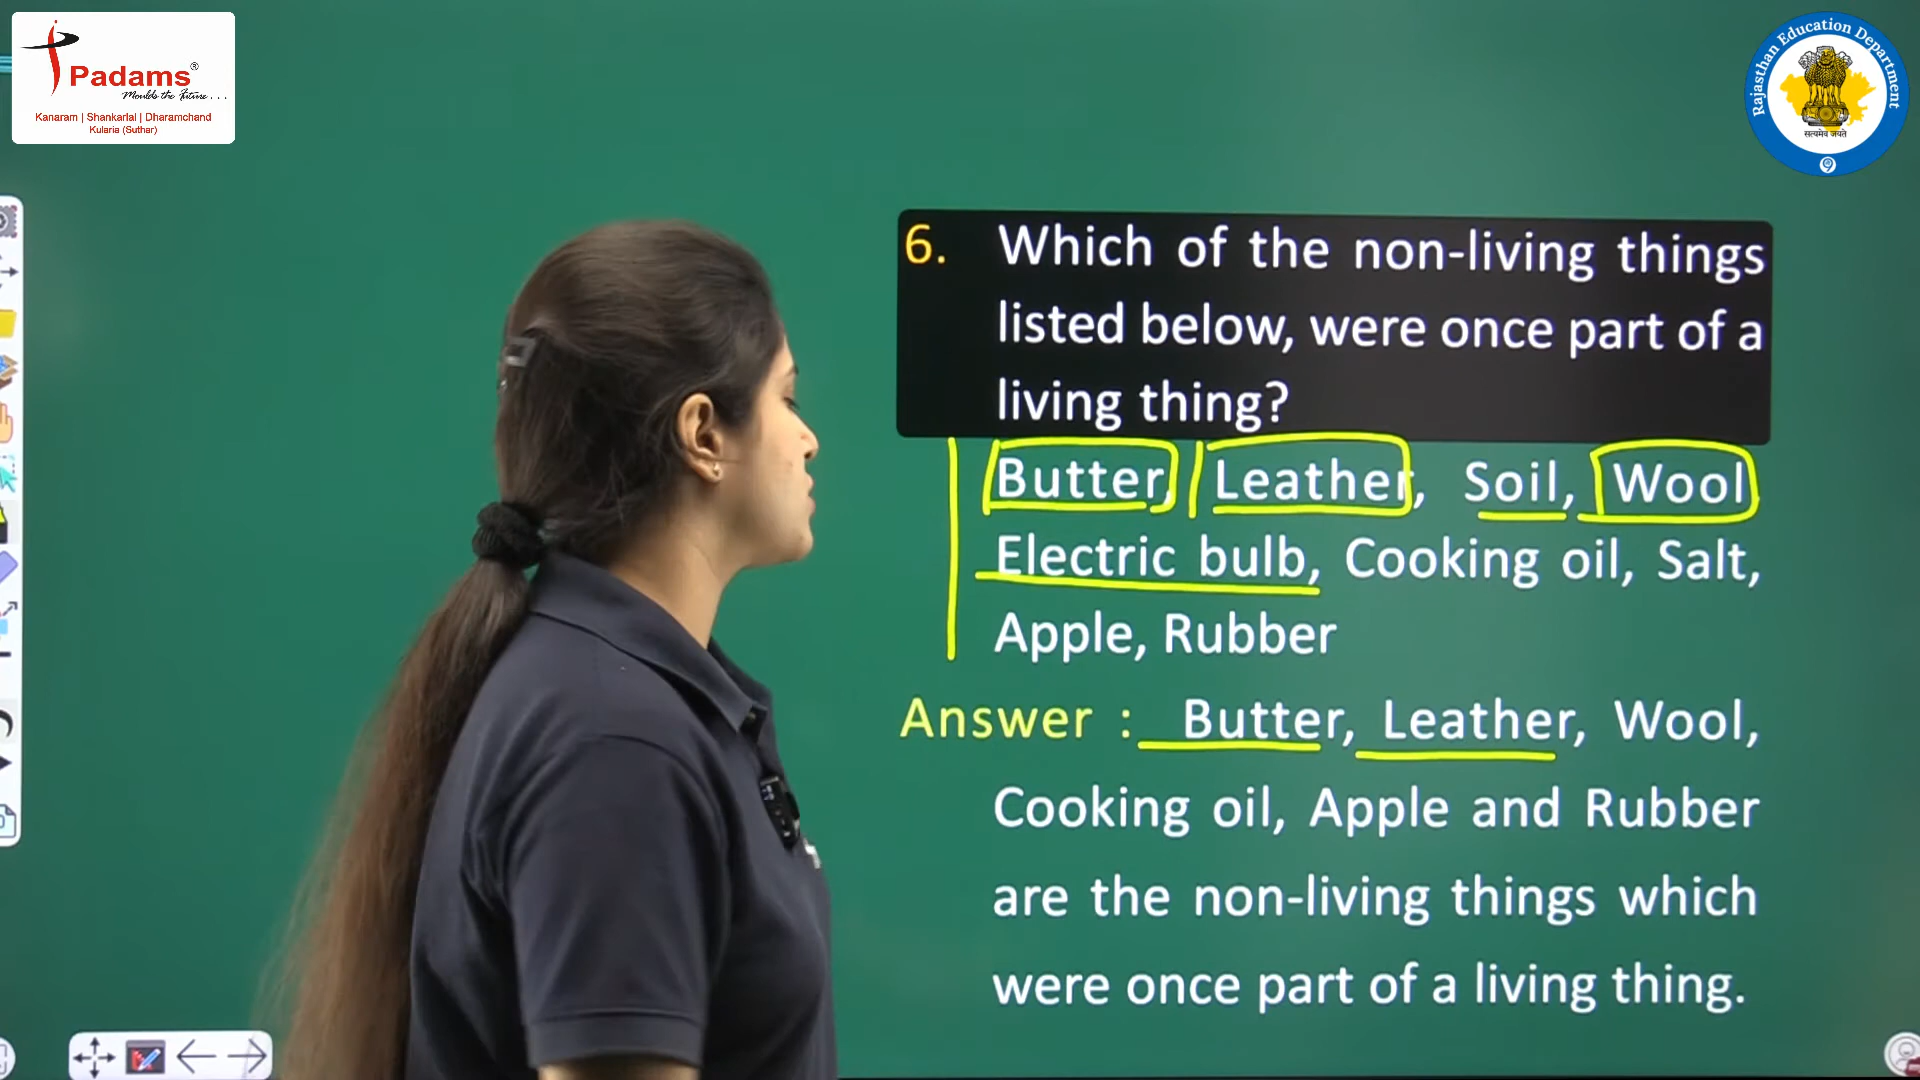 Padams®
Moulds the Future...
Kanaram | Shankarlal | Dharamchand
Kularia (Suthar)
Rajasthan Education Department
सत्यमेव जयते
6. Which of the non-living things
listed below, were once part of a
living thing?
Butter, Leather, Soil, Wool
Electric bulb, Cooking oil, Salt,
Apple, Rubber
Answer : Butter, Leather, Wool,
Cooking oil, Apple and Rubber
are the non-living things which
were once part of a living thing.